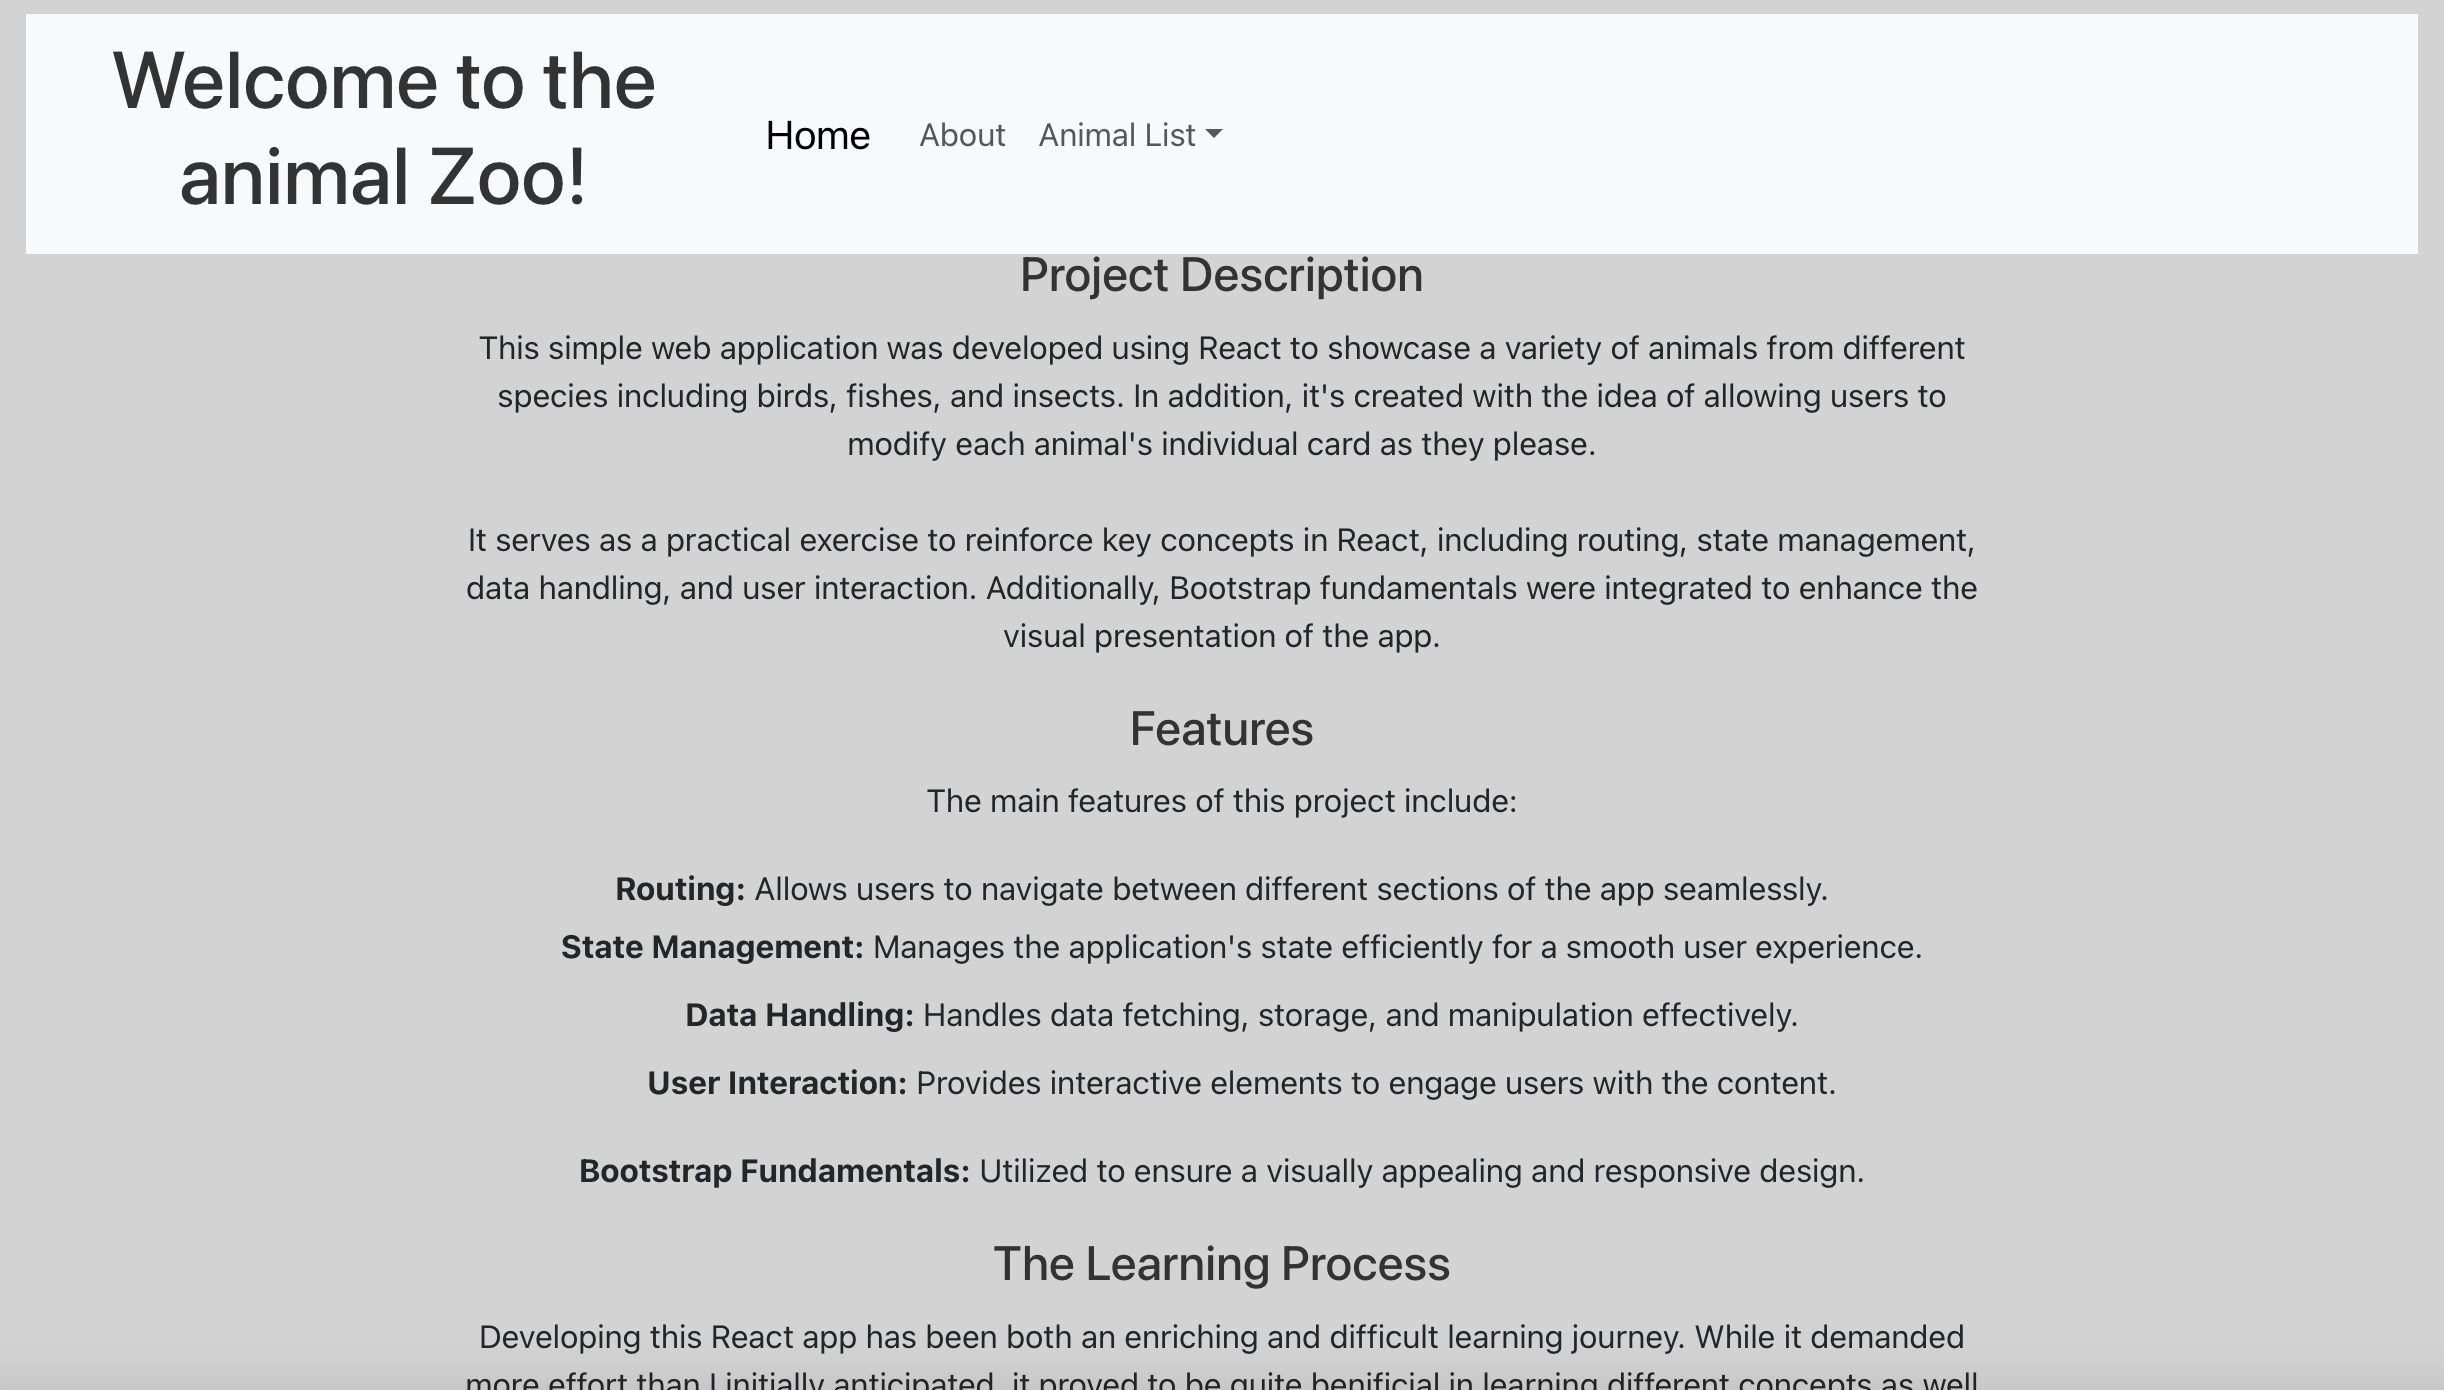 Welcome to the
animal Zoo!
Home About Animal List
Project Description
This simple web application was developed using React to showcase a variety of animals from different
species including birds, fishes, and insects. In addition, it's created with the idea of allowing users to
modify each animal's individual card as they please.
It serves as a practical exercise to reinforce key concepts in React, including routing, state management,
data handling, and user interaction. Additionally, Bootstrap fundamentals were integrated to enhance the
visual presentation of the app.
Features
The main features of this project include:
Routing: Allows users to navigate between different sections of the app seamlessly.
State Management: Manages the application's state efficiently for a smooth user experience.
Data Handling: Handles data fetching, storage, and manipulation effectively.
User Interaction: Provides interactive elements to engage users with the content.
Bootstrap Fundamentals: Utilized to ensure a visually appealing and responsive design.
The Learning Process
Developing this React app has been both an enriching and difficult learning journey. While it demanded
more effort than I initially anticipated, it proved to be quite benificial in learning different concepts as well